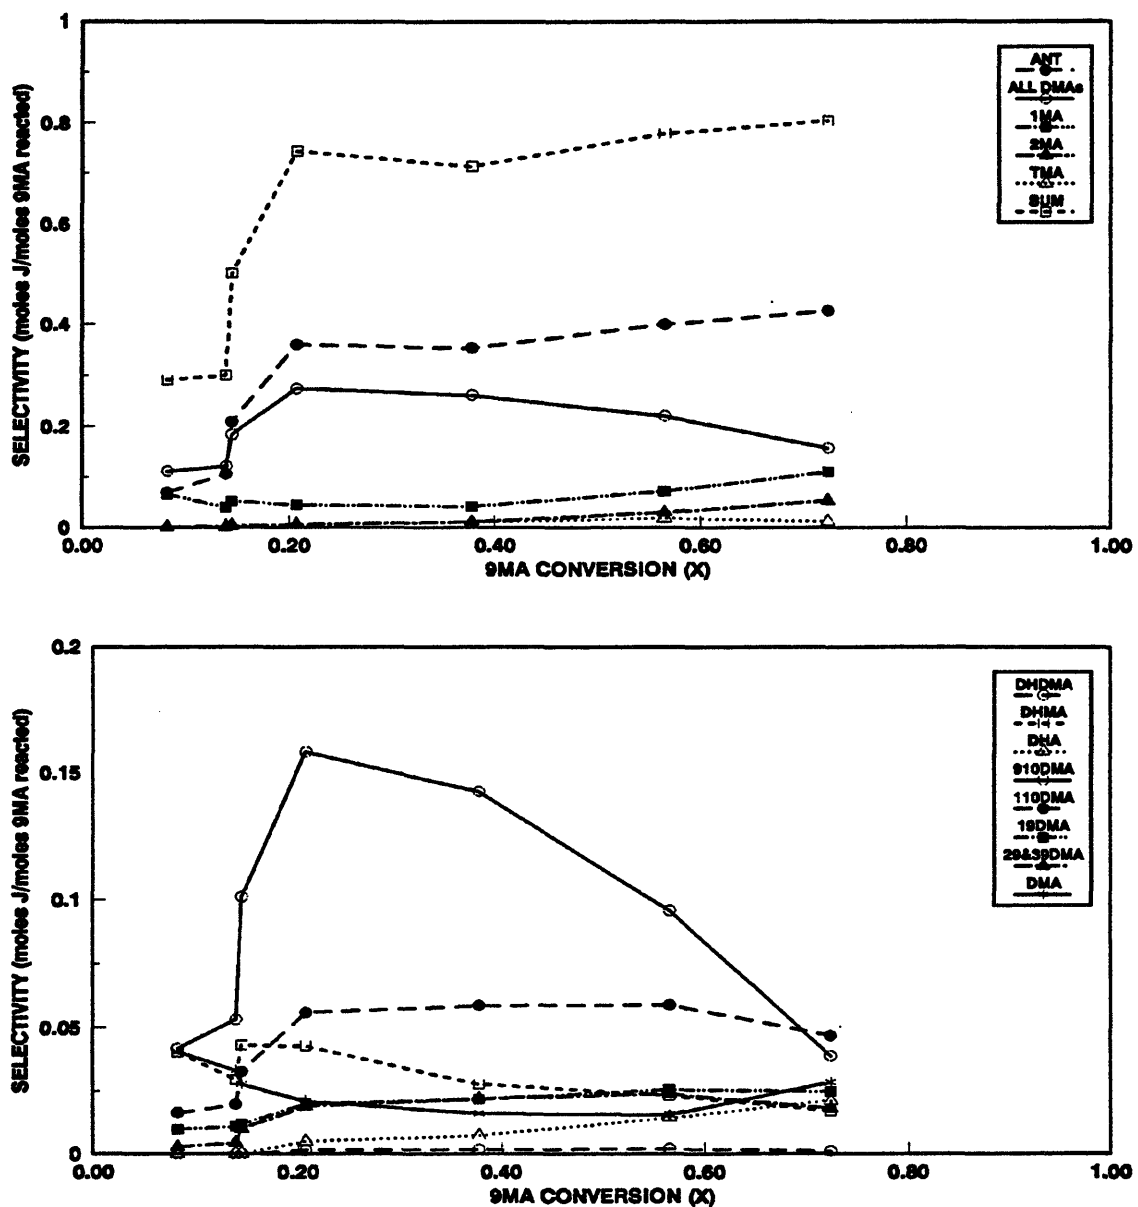 1
0.8
0.6
0.4
0.2
0
SELECTIVITY (moles J/moles 9MA reacted)
ANT
ALL DMAs
1MA
2MA
TMA
SUM
0.00 0.20 0.40 0.60 0.80 1.00
9MA CONVERSION (X)
0.2
0.15
0.1
0.05
0
SELECTIVITY (moles J/moles 9MA reacted)
DHDMA
DHMA
DHA
910DMA
110DMA
19DMA
29&39DMA
DMA
0.00 0.20 0.40 0.60 0.80 1.00
9MA CONVERSION (X)